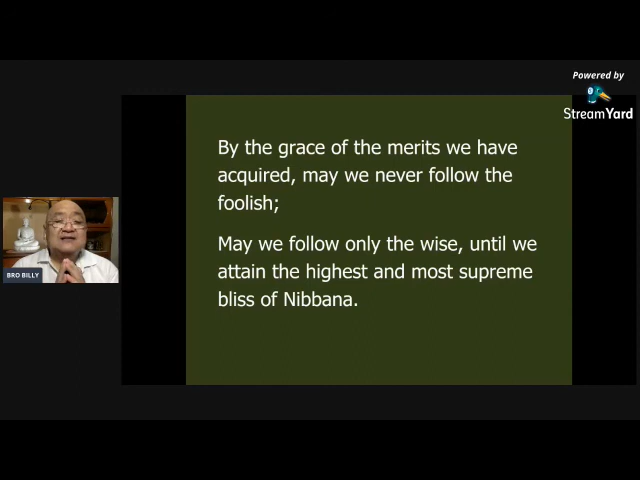 Powered by
StreamYard
By the grace of the merits we have
acquired, may we never follow the
foolish;
May we follow only the wise, until we
attain the highest and most supreme
bliss of Nibbana.
BRO BILLY